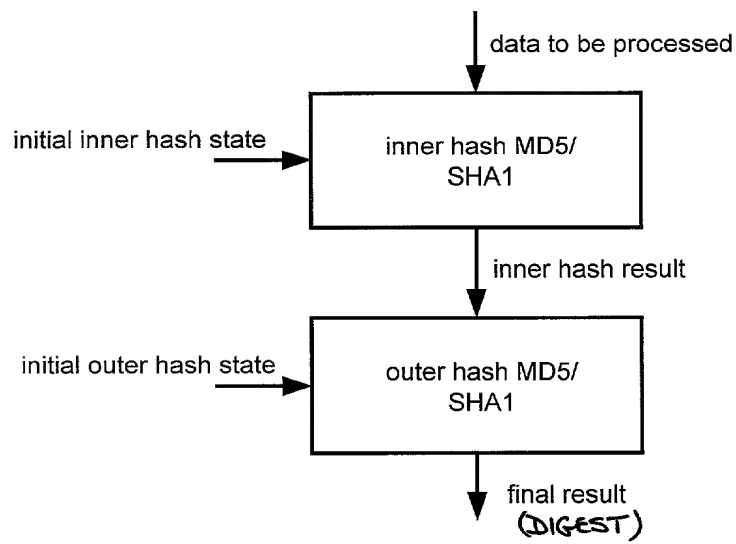 data to be processed
initial inner hash state
inner hash MD5/
SHA1
inner hash result
initial outer hash state
outer hash MD5/
SHA1
final result
(DIGEST)